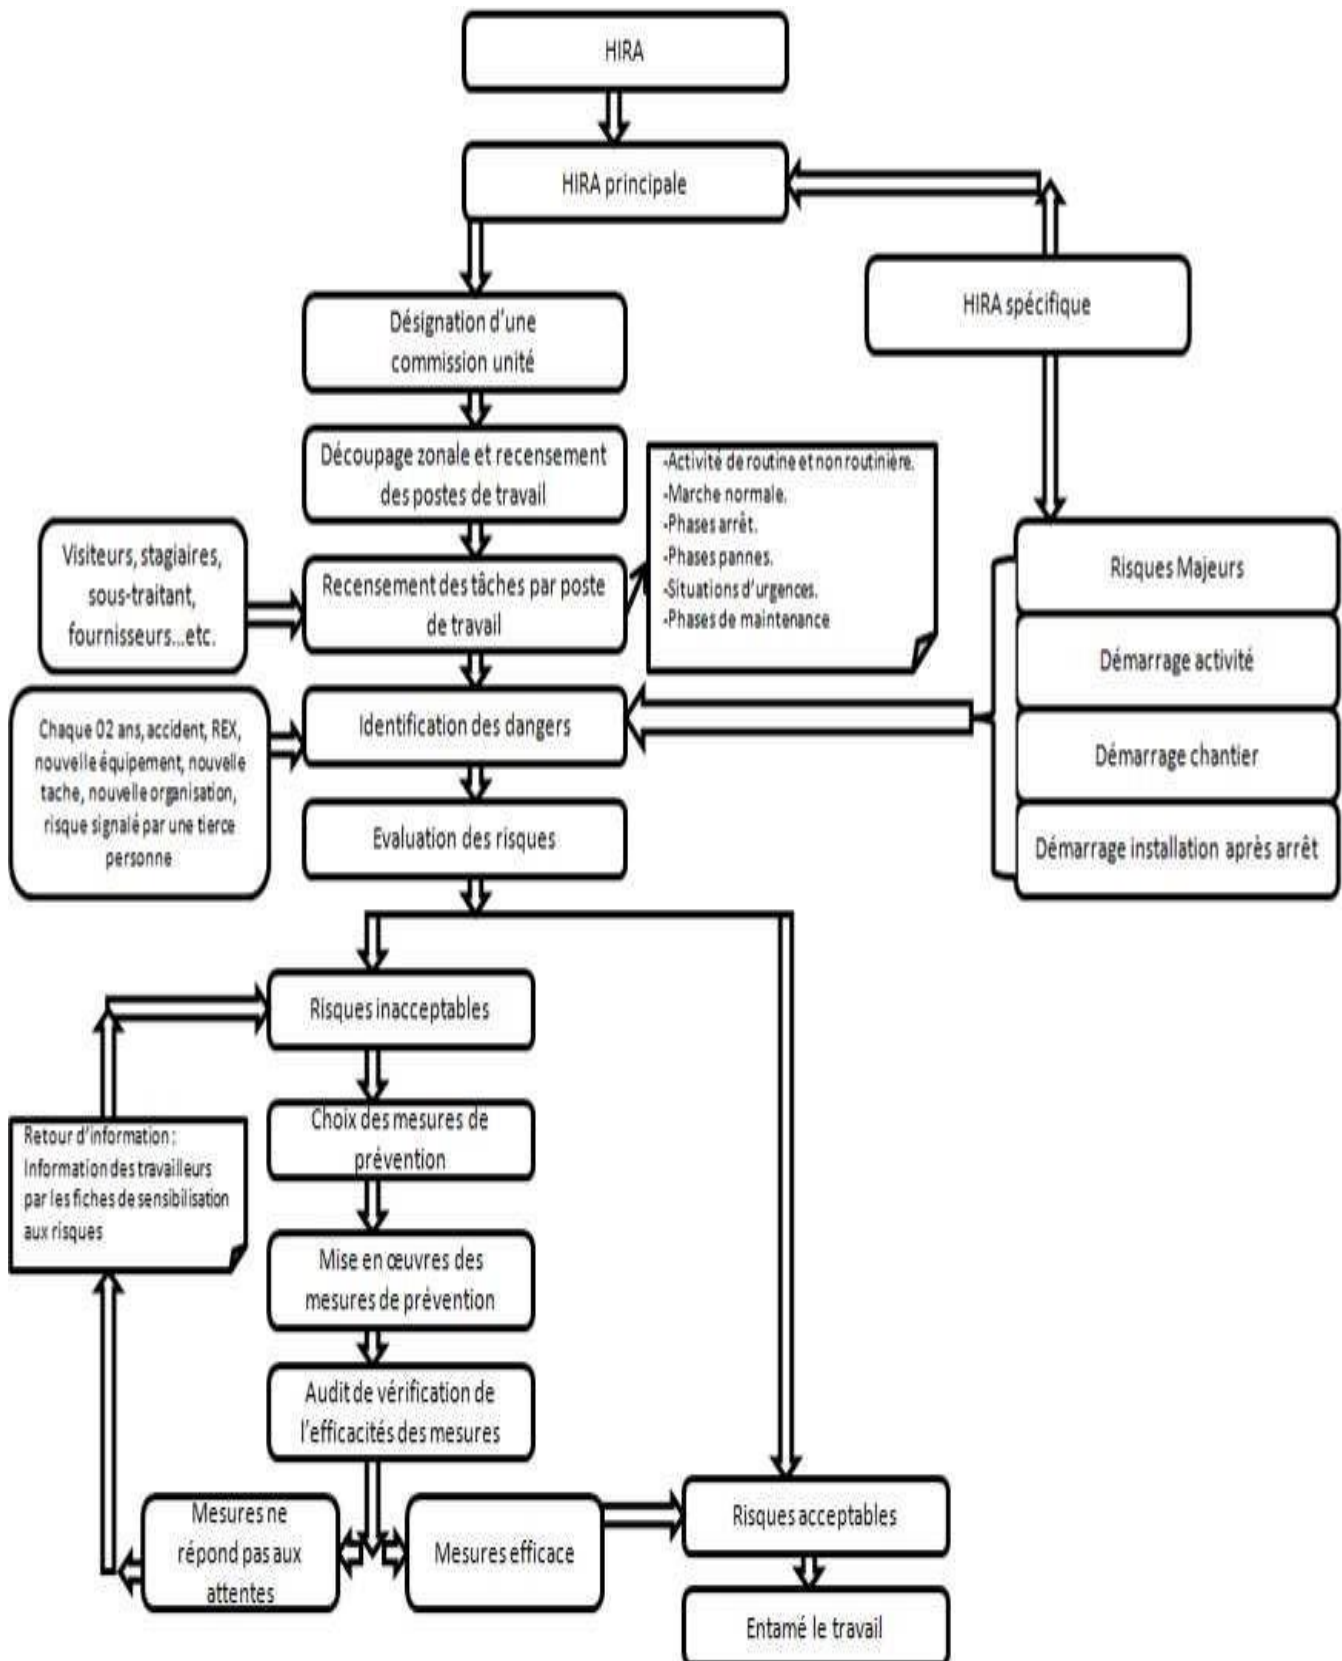 HIRA
HIRA principale
HIRA spécifique
Désignation d'une
commission unité
Découpage zonale et recensement
des postes de travail
-Activité de routine et non routinière.
-Marche normale.
-Phases arrêt.
-Phases pannes.
-Situations d'urgences.
-Phases de maintenance
Visiteurs, stagiaires,
sous-traitant,
fournisseurs...etc.
Recensement des tâches par poste
de travail
Risques Majeurs
Démarrage activité
Démarrage chantier
Démarrage installation après arrêt
Chaque 02 ans, accident, REX,
nouvelle équipement, nouvelle
tache, nouvelle organisation,
risque signalé par une tierce
personne
Identification des dangers
Evaluation des risques
Risques inacceptables
Choix des mesures de
prévention
Retour d'information :
Information des travailleurs
par les fiches de sensibilisation
aux risques
Mise en œuvres des
mesures de prévention
Audit de vérification de
l'efficacités des mesures
Mesures ne
répond pas aux
attentes
Mesures efficace
Risques acceptables
Entamé le travail